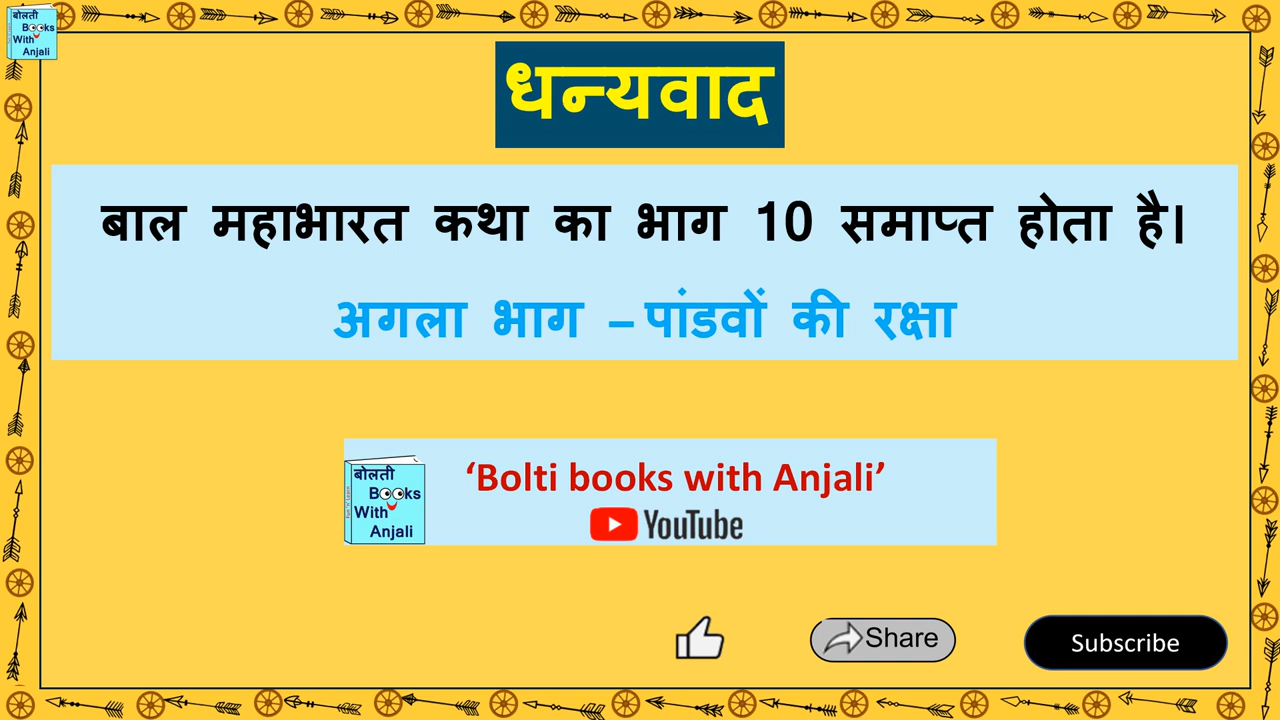 बोलती
Books
With
Anjali
धन्यवाद
बाल महाभारत कथा का भाग 10 समाप्त होता है।
अगला भाग – पांडवों की रक्षा
‘Bolti books with Anjali’
YouTube
बोलती
Books
With
Anjali
Share
Subscribe